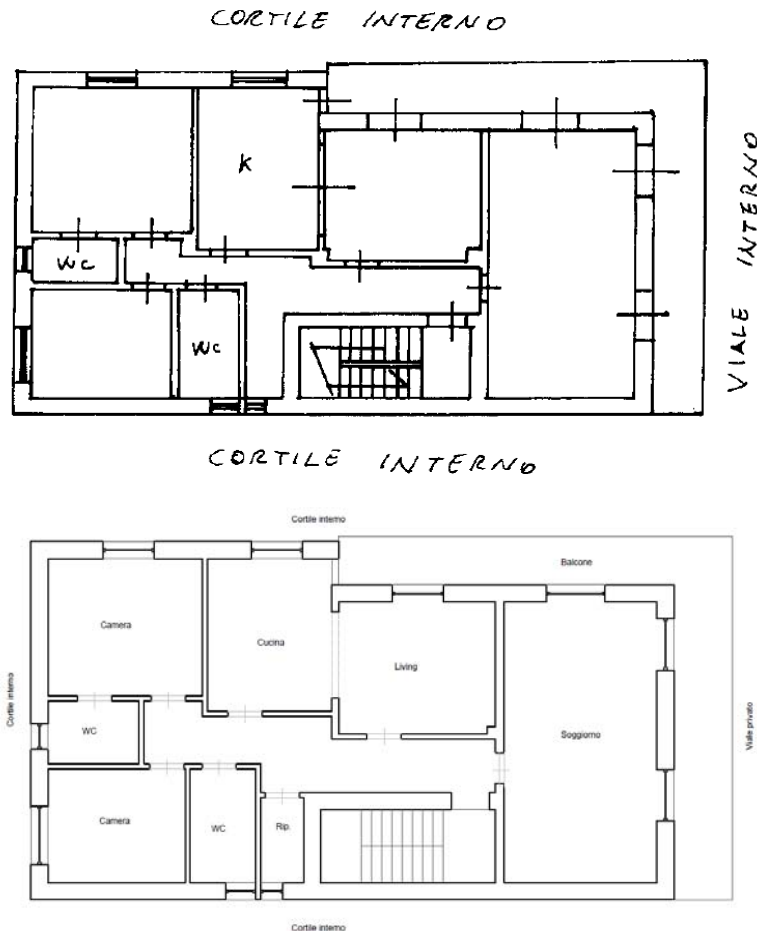 CORTILE INTERNO
K
WC
WC
VIALE INTERNO
CORTILE INTERNO
Cortile interno
Balcone
Camera
Cucina
Living
Cortile interno
WC
Soggiorno
Viale privato
Camera
WC
Rip.
Cortile interno